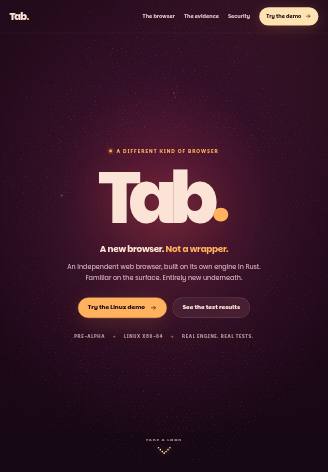 Tab.
The browser
The evidence
Security
Try the demo →
A DIFFERENT KIND OF BROWSER
Tab.
A new browser. Not a wrapper.
An independent web browser, built on its own engine in Rust.
Familiar on the surface. Entirely new underneath.
Try the Linux demo →
See the test results
PRE-ALPHA • LINUX X86-64 • REAL ENGINE. REAL TESTS.
TAKE A LOOK